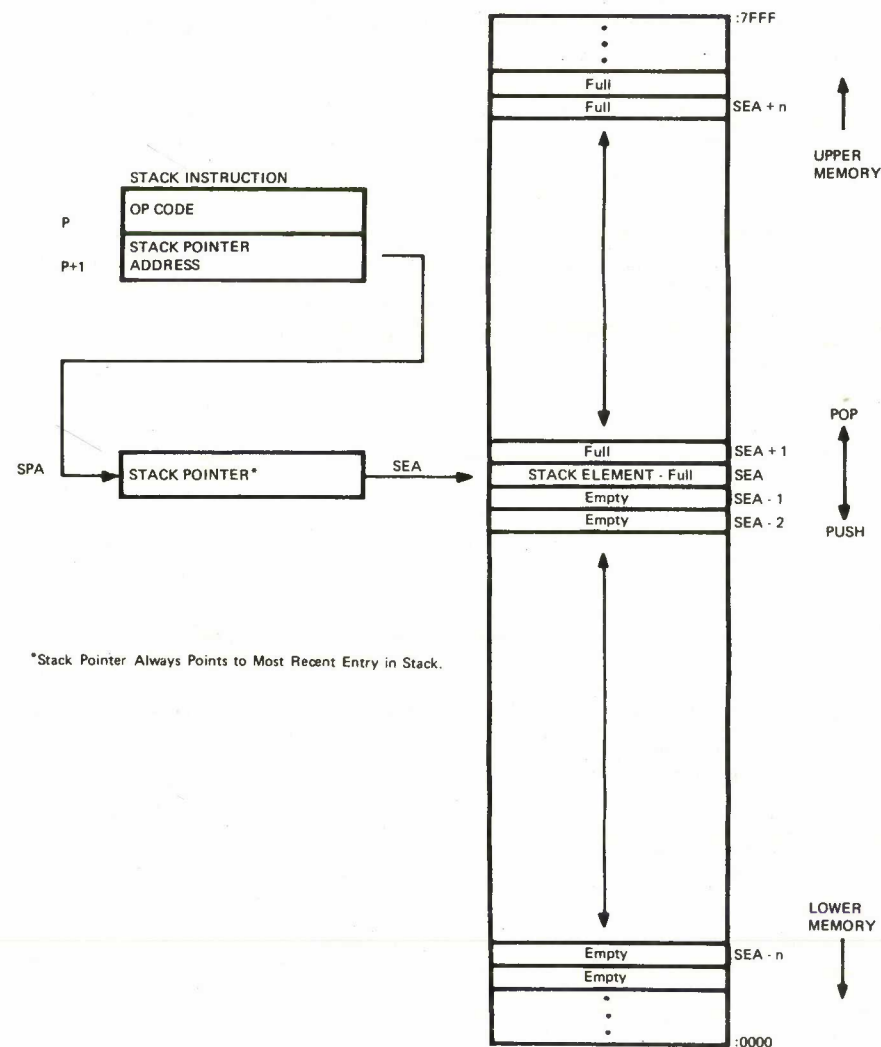 :7FFF
Full
Full
SEA + n
UPPER
MEMORY
STACK INSTRUCTION
P
OP CODE
P+1
STACK POINTER
ADDRESS
POP
Full
SEA + 1
SPA
STACK POINTER*
SEA
STACK ELEMENT - Full
SEA
Empty
SEA - 1
Empty
SEA - 2
PUSH
*Stack Pointer Always Points to Most Recent Entry in Stack.
LOWER
MEMORY
Empty
SEA - n
Empty
:0000